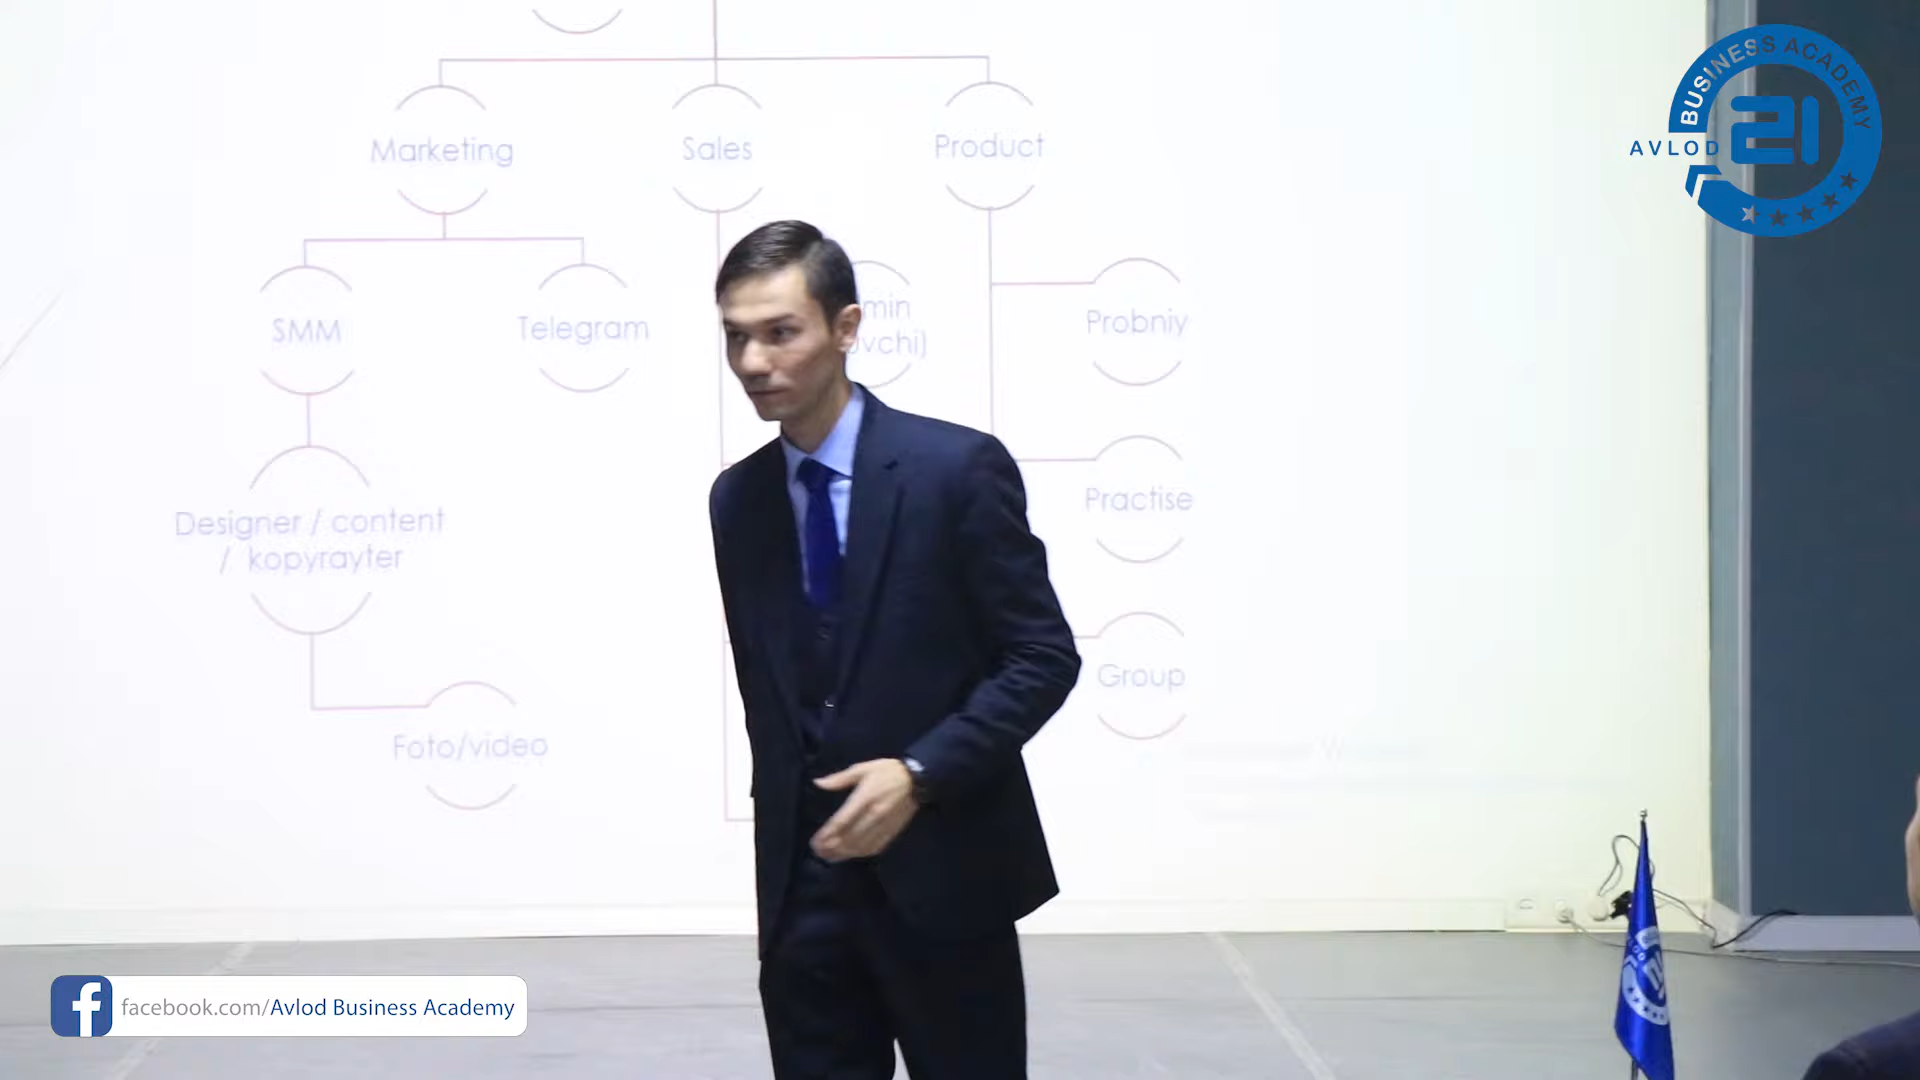 BUSINESS ACADEMY
AVLOD
21
Marketing
Sales
Product
SMM
Telegram
Probniy
Designer / content
/ kopyrayter
Practise
Group
Foto/video
facebook.com/Avlod Business Academy